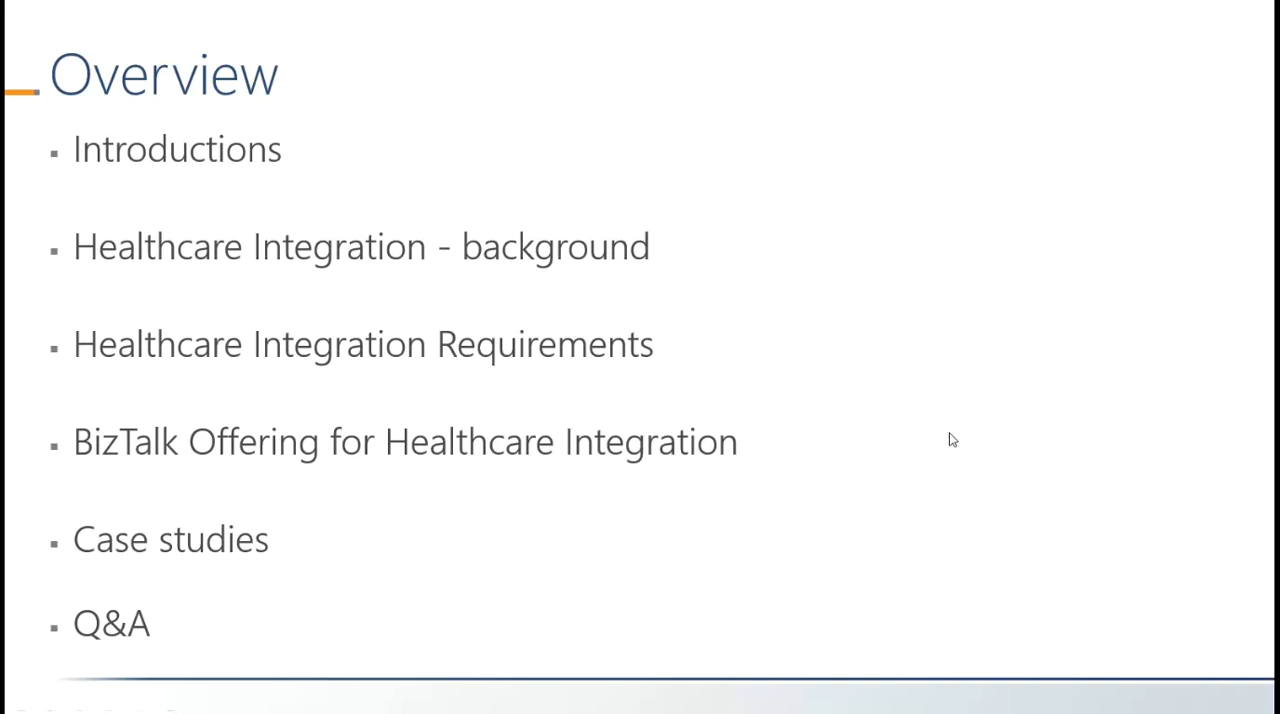 Overview
▪ Introductions
▪ Healthcare Integration - background
▪ Healthcare Integration Requirements
▪ BizTalk Offering for Healthcare Integration
▪ Case studies
▪ Q&A